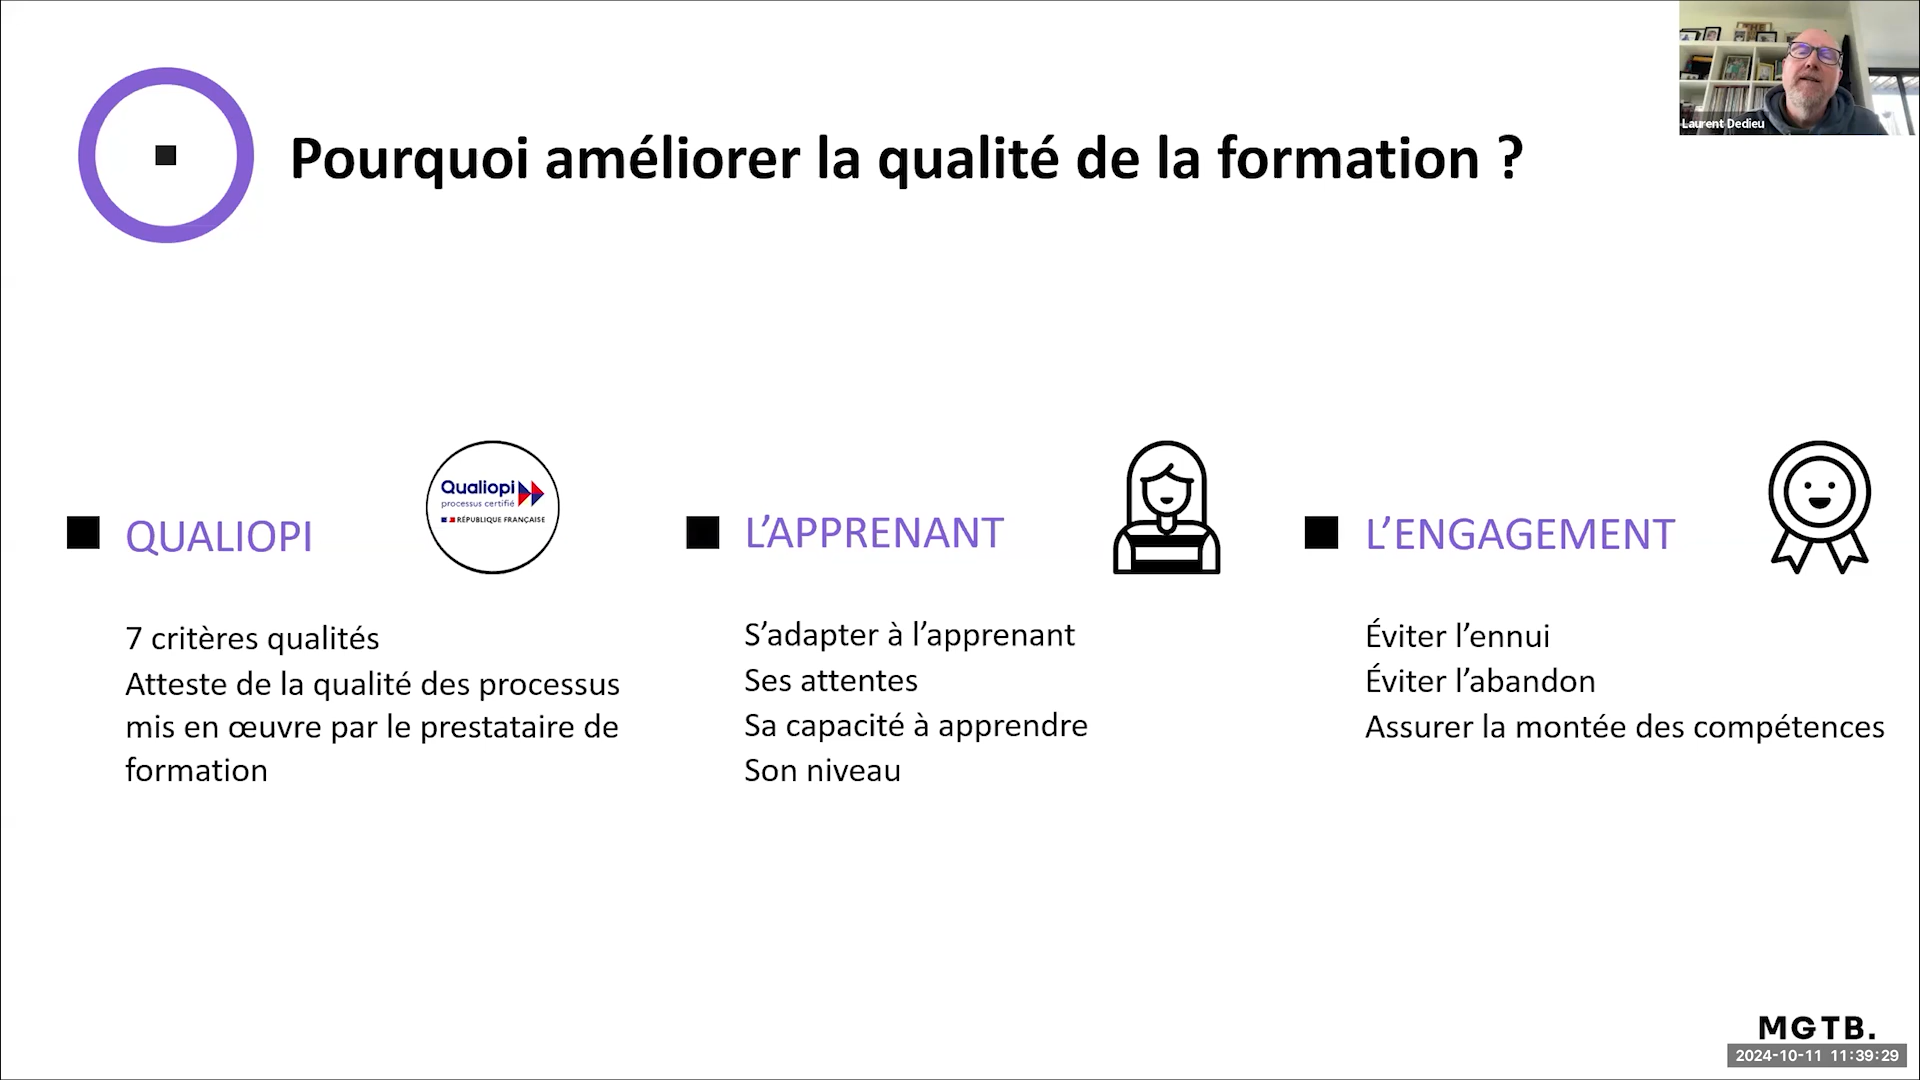 Laurent Dedieu
Pourquoi améliorer la qualité de la formation ?
QUALIOPI
Qualiopi
processus certifié
RÉPUBLIQUE FRANÇAISE
7 critères qualités
Atteste de la qualité des processus
mis en œuvre par le prestataire de
formation
L’APPRENANT
S’adapter à l’apprenant
Ses attentes
Sa capacité à apprendre
Son niveau
L’ENGAGEMENT
Éviter l’ennui
Éviter l’abandon
Assurer la montée des compétences
MGTB.
2024-10-11 11:39:29